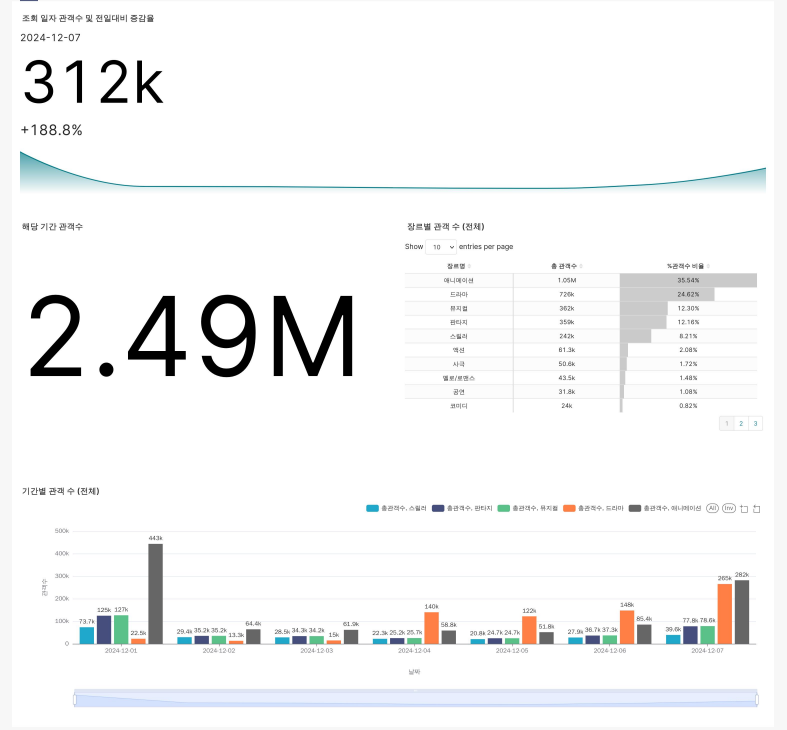 조회 일자 관객수 및 전일대비 증감율
2024-12-07
312k
+188.8%
해당 기간 관객수
2.49M
장르별 관객 수 (전체)
Show 10 entries per page
장르명 총 관객수 %관객수 비율
애니메이션 1.05M 35.54%
드라마 726k 24.62%
뮤지컬 362k 12.30%
판타지 359k 12.16%
스릴러 242k 8.21%
액션 61.3k 2.08%
사극 50.6k 1.72%
멜로/로맨스 43.5k 1.48%
공연 31.8k 1.08%
코미디 24k 0.82%
1 2 3
기간별 관객 수 (전체)
총관객수, 스릴러 총관객수, 판타지 총관객수, 뮤지컬 총관객수, 드라마 총관객수, 애니메이션 All Inv
관객수
500k
400k
300k
200k
100k
0
73.7k 125k 127k 22.5k 443k
29.4k 35.2k 35.2k 13.3k 64.4k
28.5k 34.3k 34.2k 15k 61.9k
22.3k 25.2k 25.7k 140k 58.8k
20.8k 24.7k 24.7k 122k 51.8k
27.9k 38.7k 37.3k 148k 85.4k
39.6k 77.8k 78.6k 265k 282k
2024-12-01 2024-12-02 2024-12-03 2024-12-04 2024-12-05 2024-12-06 2024-12-07
날짜